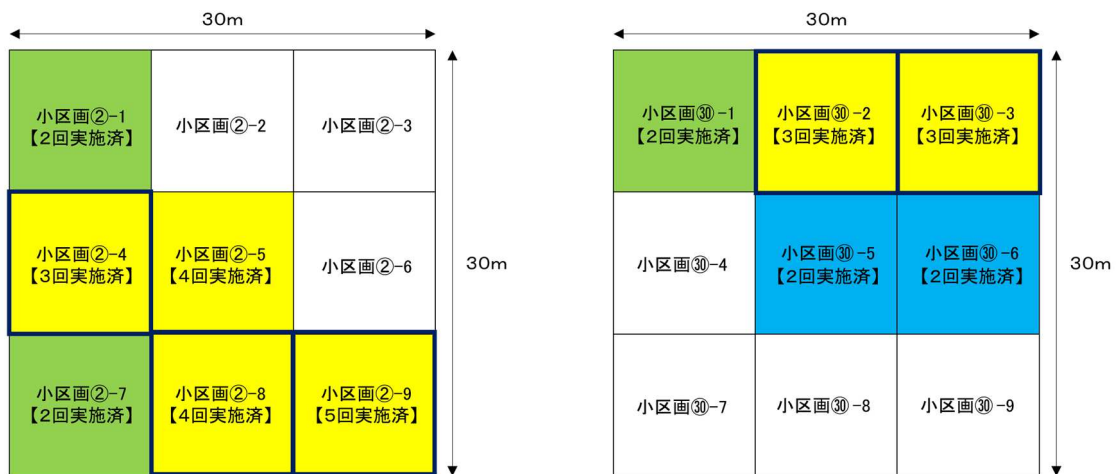 30m
小区画②-1
【2回実施済】
小区画②-2
小区画②-3
小区画②-4
【3回実施済】
小区画②-5
【4回実施済】
小区画②-6
小区画②-7
【2回実施済】
小区画②-8
【4回実施済】
小区画②-9
【5回実施済】
30m
30m
小区画㉚-1
【2回実施済】
小区画㉚-2
【3回実施済】
小区画㉚-3
【3回実施済】
小区画㉚-4
小区画㉚-5
【2回実施済】
小区画㉚-6
【2回実施済】
小区画㉚-7
小区画㉚-8
小区画㉚-9
30m